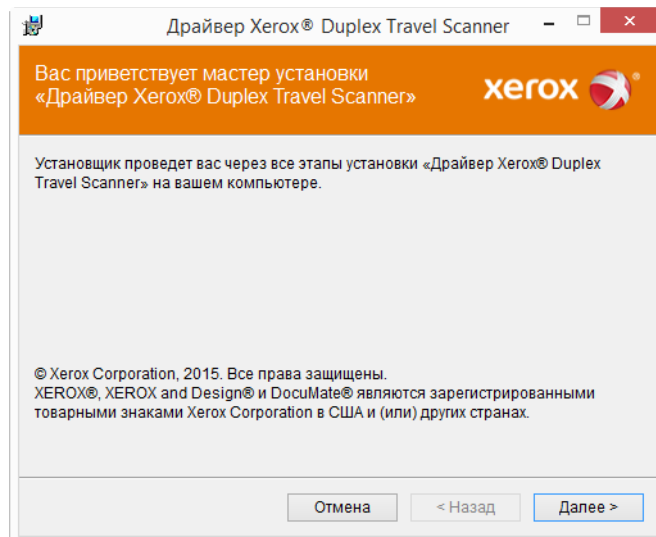 Драйвер Xerox® Duplex Travel Scanner
Вас приветствует мастер установки
«Драйвер Xerox® Duplex Travel Scanner»
xerox®
Установщик проведет вас через все этапы установки «Драйвер Xerox® Duplex
Travel Scanner» на вашем компьютере.
© Xerox Corporation, 2015. Все права защищены.
XEROX®, XEROX and Design® и DocuMate® являются зарегистрированными
товарными знаками Xerox Corporation в США и (или) других странах.
Отмена
< Назад
Далее >